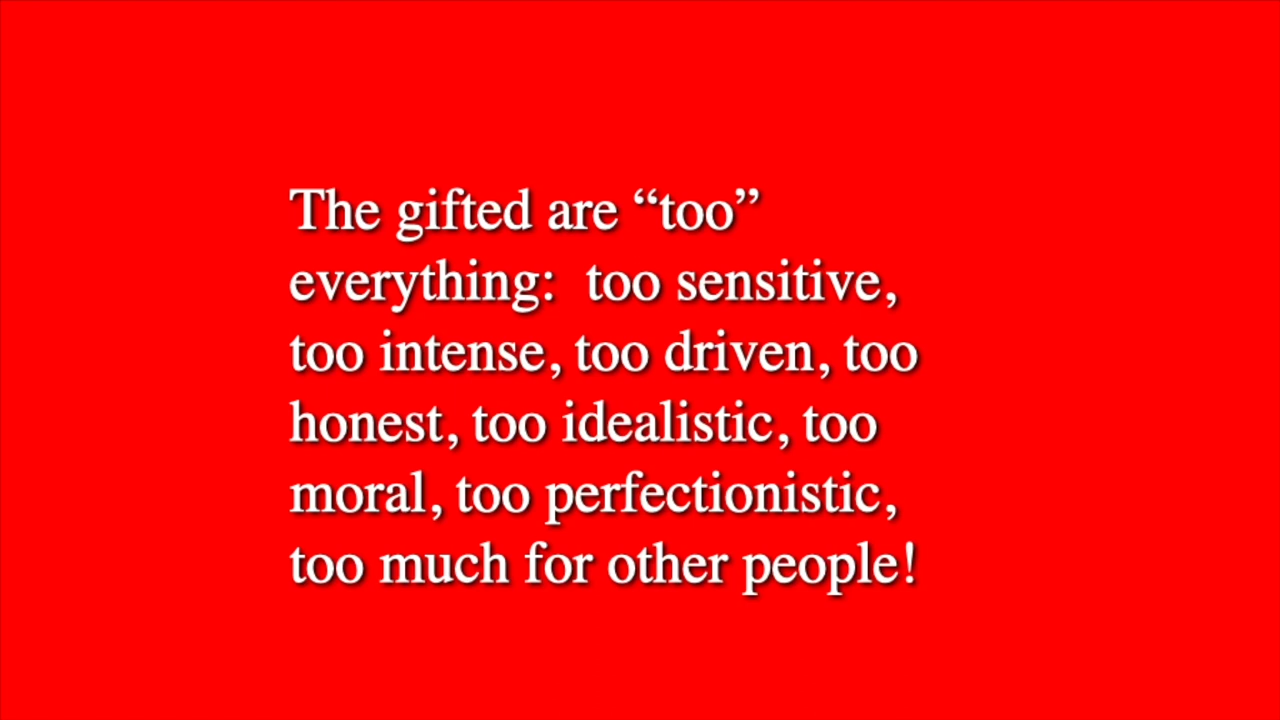 The gifted are “too”
everything:  too sensitive,
too intense, too driven, too
honest, too idealistic, too
moral, too perfectionistic,
too much for other people!